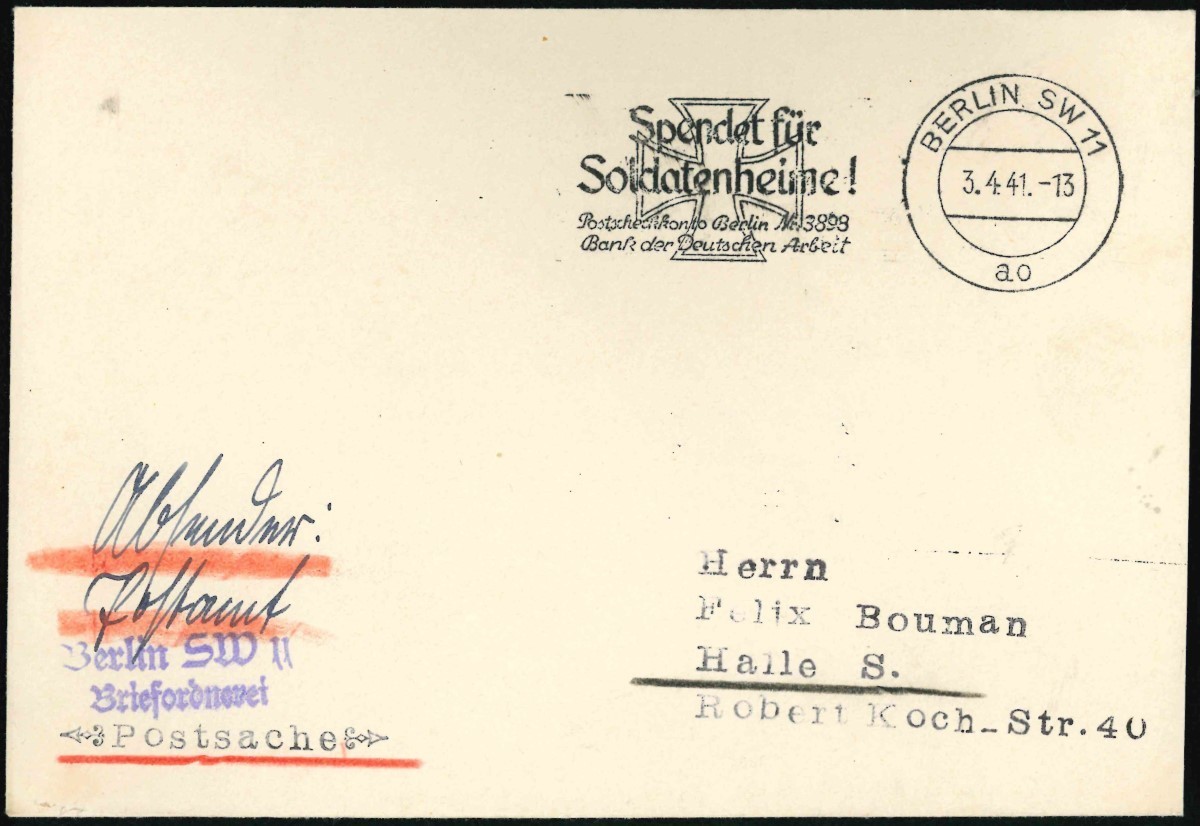 Spendet für
Soldatenheime!
Postscheckkonto Berlin Nr. 3898
Bank der Deutschen Arbeit
BERLIN SW 11
3.4.41.-13
ao
Absender:
Postamt
Berlin SW 11
Briefordnerei
Postsache
Herrn
Felix Bouman
Halle S.
Robert Koch-Str. 40